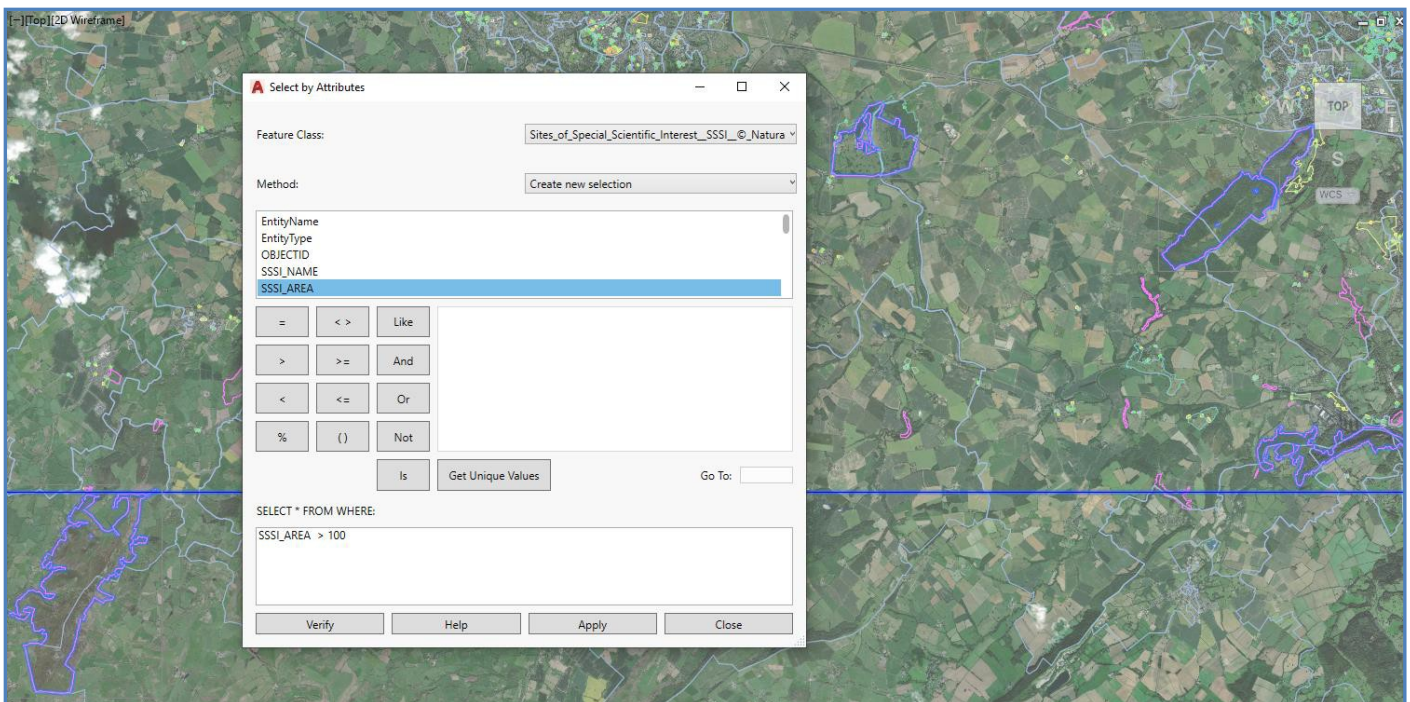 [−][Top][2D Wireframe]
Select by Attributes
Feature Class:
Sites_of_Special_Scientific_Interest__SSSI__©_Natura
Method:
Create new selection
EntityName
EntityType
OBJECTID
SSSI_NAME
SSSI_AREA
= < > Like
> >= And
< <= Or
% () Not
Is Get Unique Values Go To:
SELECT * FROM WHERE:
SSSI_AREA > 100
Verify Help Apply Close
N
W TOP E
S
WCS